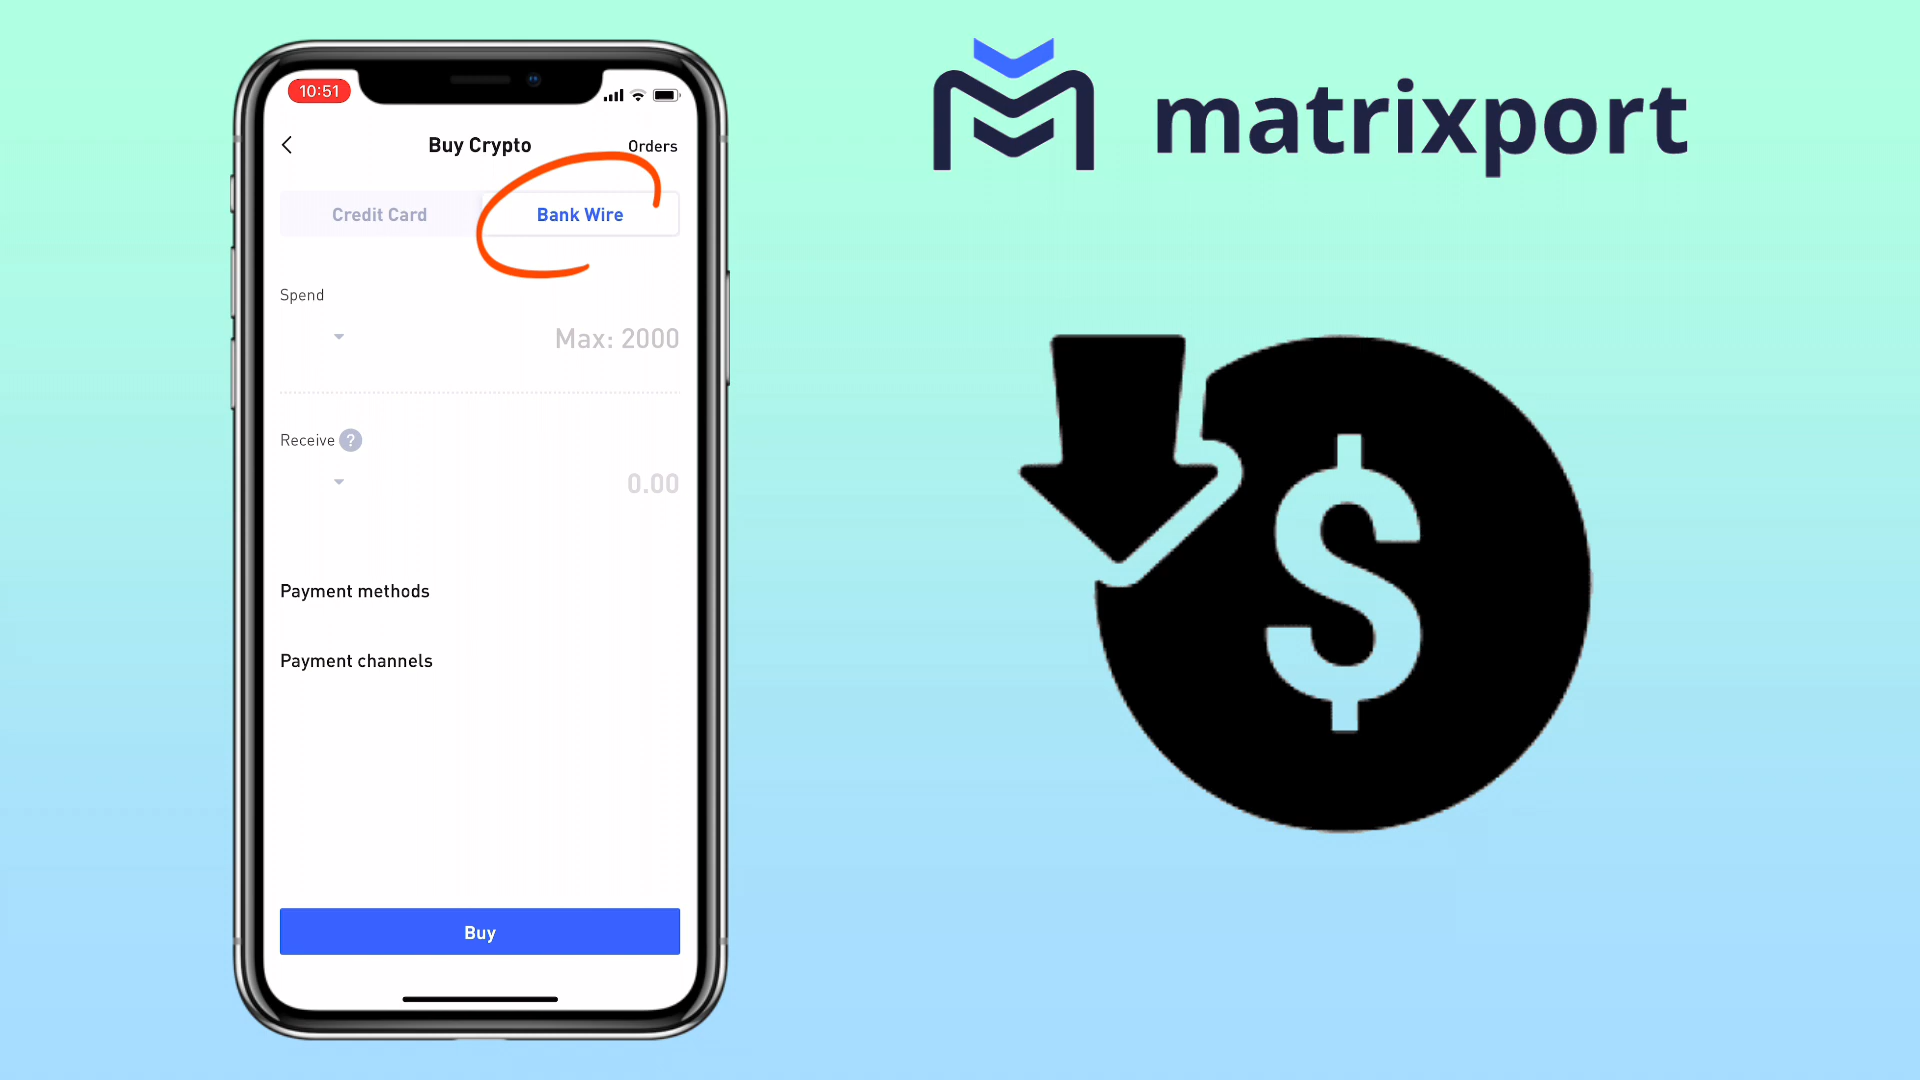 10:51
Buy Crypto
Orders
Credit Card
Bank Wire
Spend
Max: 2000
Receive ?
0.00
Payment methods
Payment channels
Buy
matrixport
$